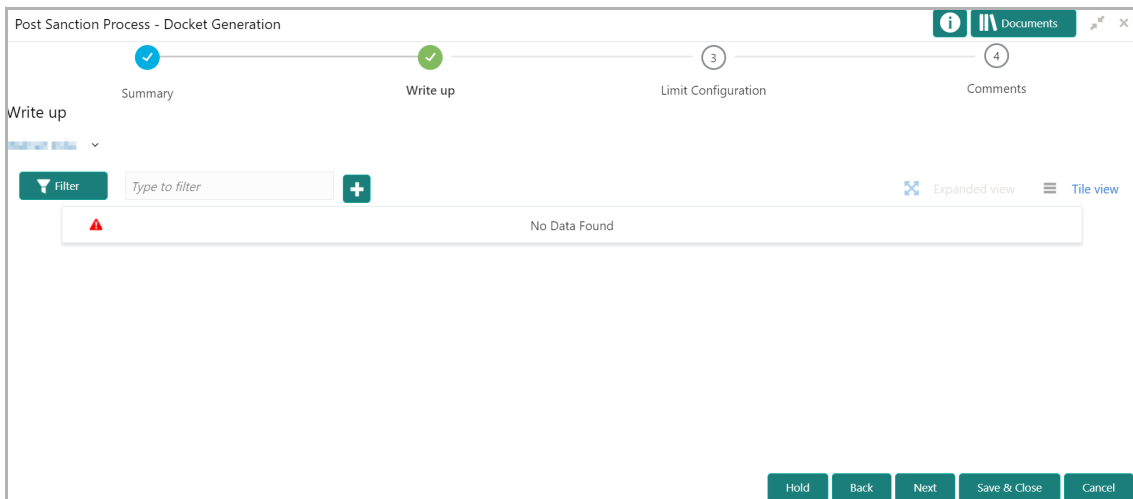 Post Sanction Process - Docket Generation
i Documents
3
4
Summary
Write up
Limit Configuration
Comments
Write up
Filter
Type to filter
Expanded view
Tile view
No Data Found
Hold
Back
Next
Save & Close
Cancel